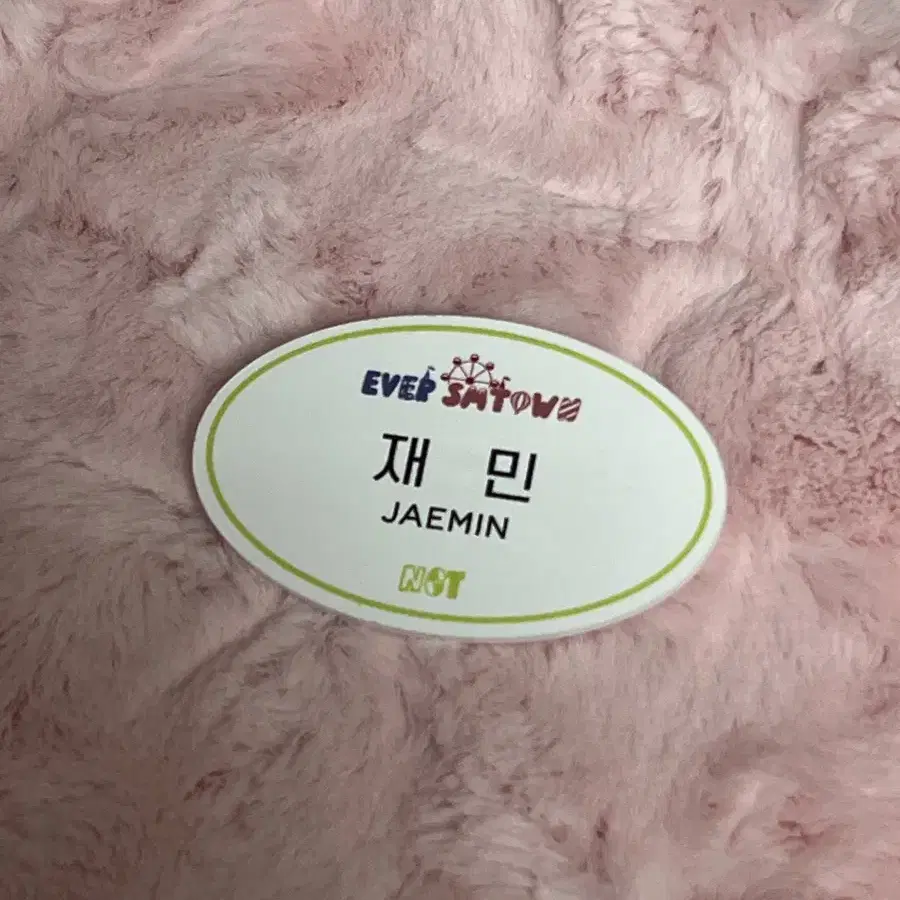 EVER SMTOWN
재 민
JAEMIN
NCT